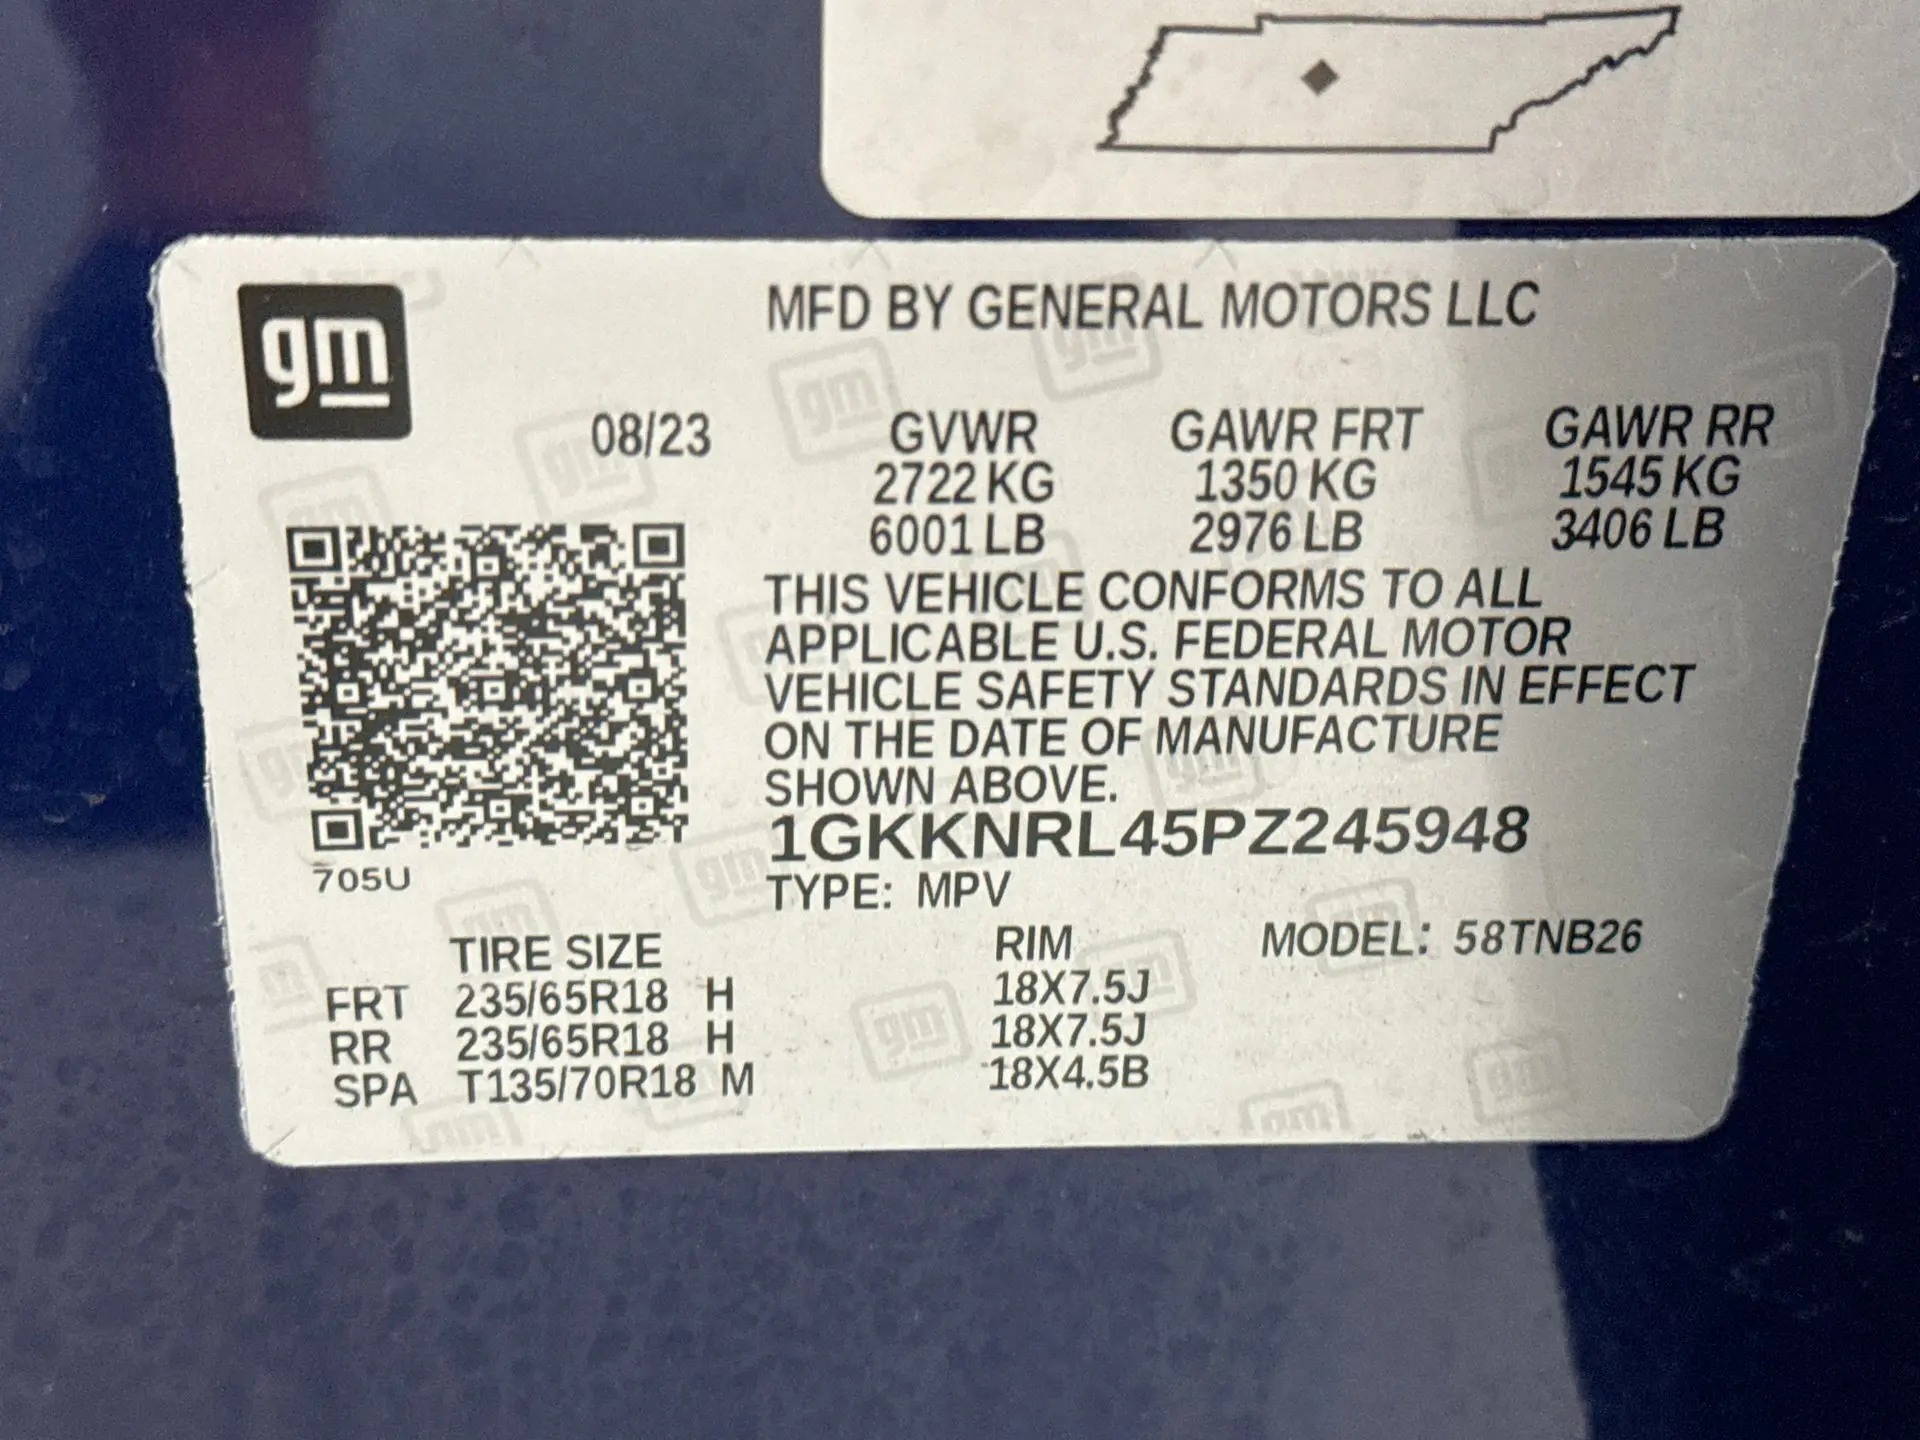 gm
MFD BY GENERAL MOTORS LLC
08/23 GVWR GAWR FRT GAWR RR
2722 KG 1350 KG 1545 KG
6001 LB 2976 LB 3406 LB
THIS VEHICLE CONFORMS TO ALL
APPLICABLE U.S. FEDERAL MOTOR
VEHICLE SAFETY STANDARDS IN EFFECT
ON THE DATE OF MANUFACTURE
SHOWN ABOVE.
1GKKNRL45PZ245948
705U
TYPE: MPV
TIRE SIZE RIM MODEL: 58TNB26
FRT 235/65R18 H 18X7.5J
RR 235/65R18 H 18X7.5J
SPA T135/70R18 M 18X4.5B